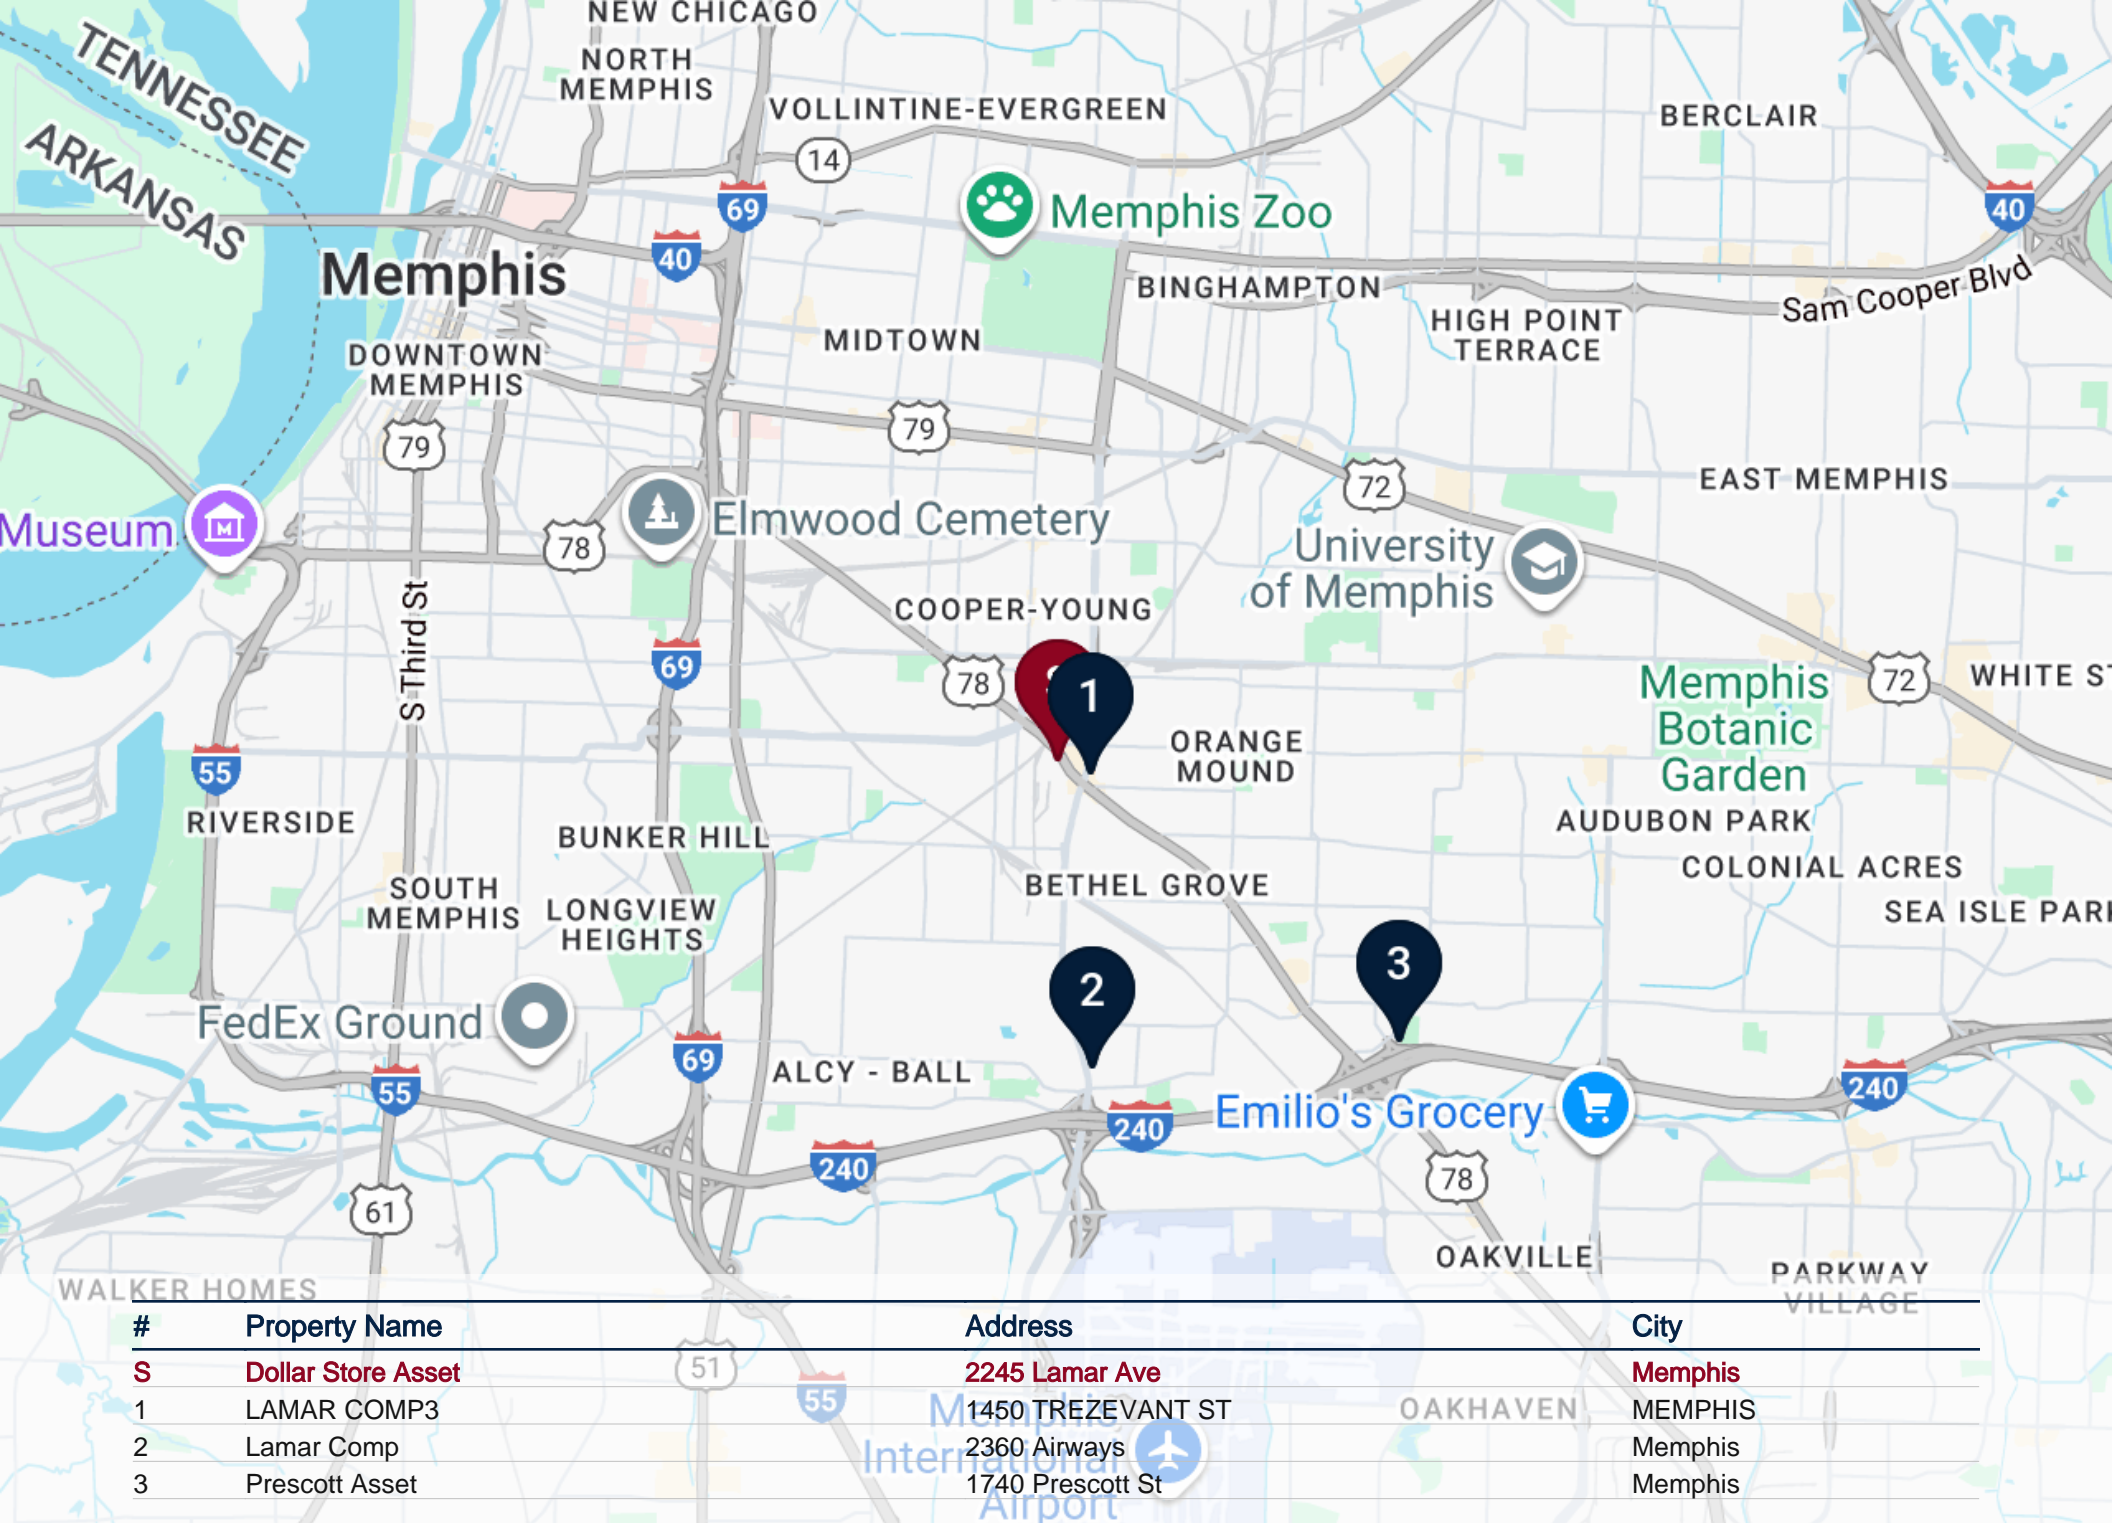 NEW CHICAGO
NORTH
MEMPHIS
TENNESSEE
ARKANSAS
VOLLINTINE-EVERGREEN
BERCLAIR
14
69
40
40
Memphis Zoo
Memphis
BINGHAMPTON
Sam Cooper Blvd
HIGH POINT
TERRACE
MIDTOWN
DOWNTOWN
MEMPHIS
79
79
72
EAST MEMPHIS
Museum
M
78
Elmwood Cemetery
University
of Memphis
S Third St
COOPER-YOUNG
69
78
1
72
WHITE ST
Memphis
Botanic
Garden
ORANGE
MOUND
55
RIVERSIDE
BUNKER HILL
AUDUBON PARK
COLONIAL ACRES
SOUTH
MEMPHIS
LONGVIEW
HEIGHTS
BETHEL GROVE
SEA ISLE PARK
2
3
FedEx Ground
69
ALCY - BALL
55
240
240
240
Emilio's Grocery
78
61
OAKVILLE
WALKER HOMES
PARKWAY
VILLAGE
# Property Name Address City
S Dollar Store Asset 2245 Lamar Ave Memphis
1 LAMAR COMP3 1450 TREZEVANT ST MEMPHIS
2 Lamar Comp 2360 Airways Memphis
3 Prescott Asset 1740 Prescott St Memphis
51
55
OAKHAVEN
Memphis
International
Airport